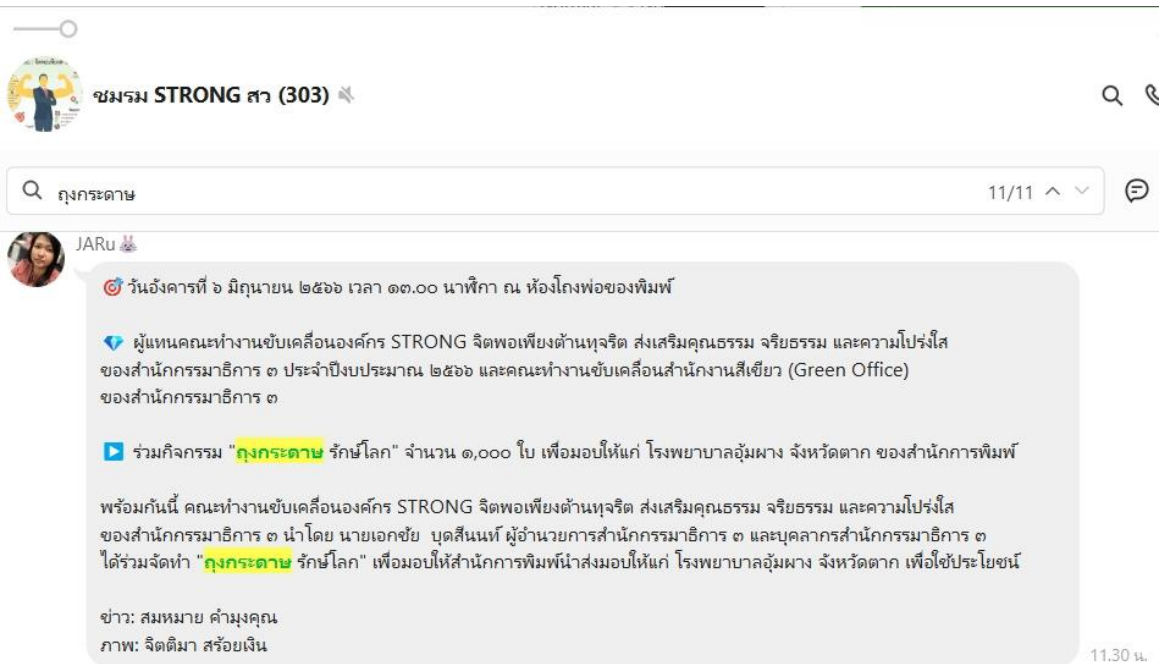 ชมรม STRONG สว (303)
ถุงกระดาษ
11/11
JARu
วันอังคารที่ ๖ มิถุนายน ๒๕๖๖ เวลา ๑๓.๐๐ นาฬิกา ณ ห้องโถงพ่อของพิมพ์
ผู้แทนคณะทำงานขับเคลื่อนองค์กร STRONG จิตพอเพียงต้านทุจริต ส่งเสริมคุณธรรม จริยธรรม และความโปร่งใส
ของสำนักกรรมาธิการ ๓ ประจำปีงบประมาณ ๒๕๖๖ และคณะทำงานขับเคลื่อนสำนักงานสีเขียว (Green Office)
ของสำนักกรรมาธิการ ๓
ร่วมกิจกรรม "ถุงกระดาษ รักษ์โลก" จำนวน ๑,๐๐๐ ใบ เพื่อมอบให้แก่ โรงพยาบาลอุ้มผาง จังหวัดตาก ของสำนักการพิมพ์
พร้อมกันนี้ คณะทำงานขับเคลื่อนองค์กร STRONG จิตพอเพียงต้านทุจริต ส่งเสริมคุณธรรม จริยธรรม และความโปร่งใส
ของสำนักกรรมาธิการ ๓ นำโดย นายเอกชัย บุดสีนนท์ ผู้อำนวยการสำนักกรรมาธิการ ๓ และบุคลากรสำนักกรรมาธิการ ๓
ได้ร่วมจัดทำ "ถุงกระดาษ รักษ์โลก" เพื่อมอบให้สำนักการพิมพ์นำส่งมอบให้แก่ โรงพยาบาลอุ้มผาง จังหวัดตาก เพื่อใช้ประโยชน์
ข่าว: สมหมาย คำมุงคุณ
ภาพ: จิตติมา สร้อยเงิน
11.30 น.